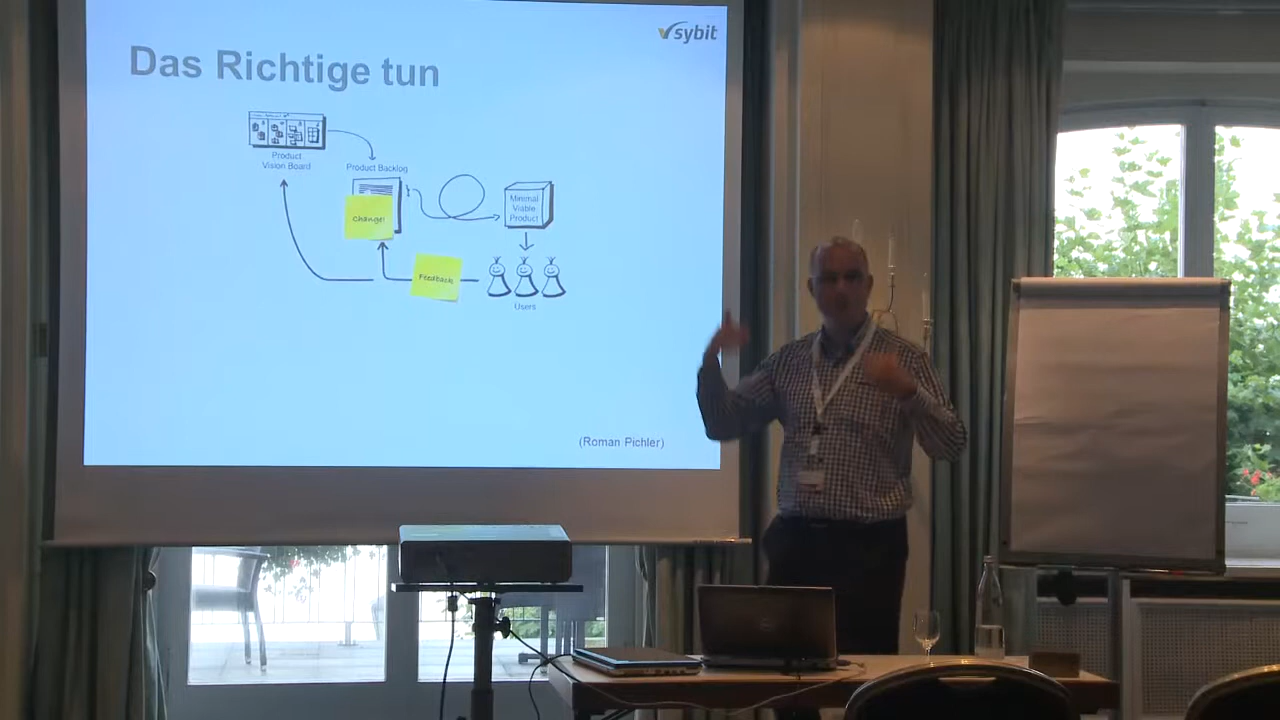 sybit
Das Richtige tun
Product
Vision Board
Product Backlog
Change!
Minimal
Viable
Product
Feedback
Users
(Roman Pichler)